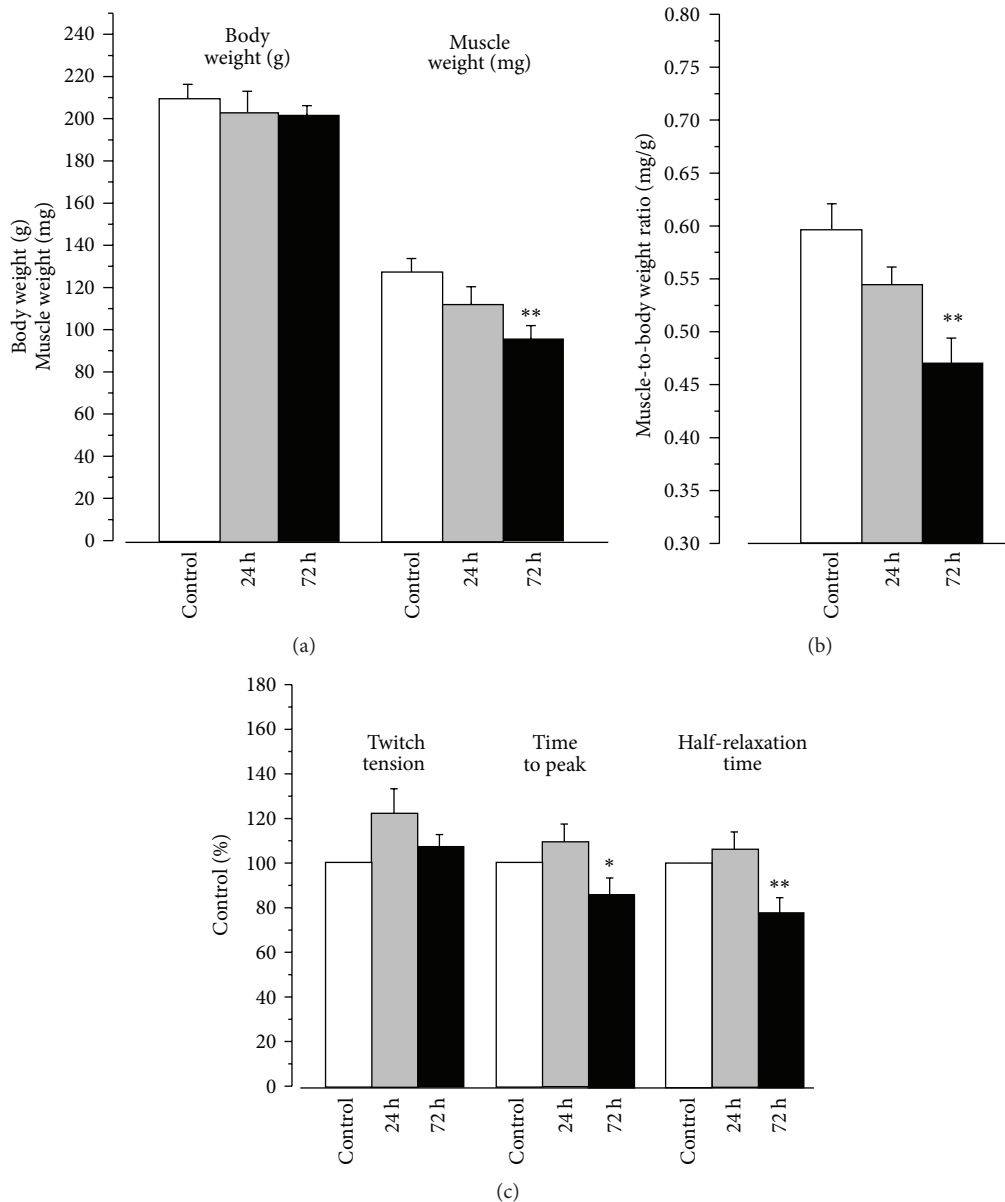 Body weight (g)
Muscle weight (mg)
240
220
200
180
160
140
120
100
80
60
40
20
0
Body
weight (g)
Muscle
weight (mg)
**
Control
24 h
72 h
Control
24 h
72 h
(a)
Muscle-to-body weight ratio (mg/g)
0.80
0.75
0.70
0.65
0.60
0.55
0.50
0.45
0.40
0.35
0.30
**
Control
24 h
72 h
(b)
Control (%)
180
160
140
120
100
80
60
40
20
0
Twitch
tension
Time
to peak
Half-relaxation
time
*
**
Control
24 h
72 h
Control
24 h
72 h
Control
24 h
72 h
(c)